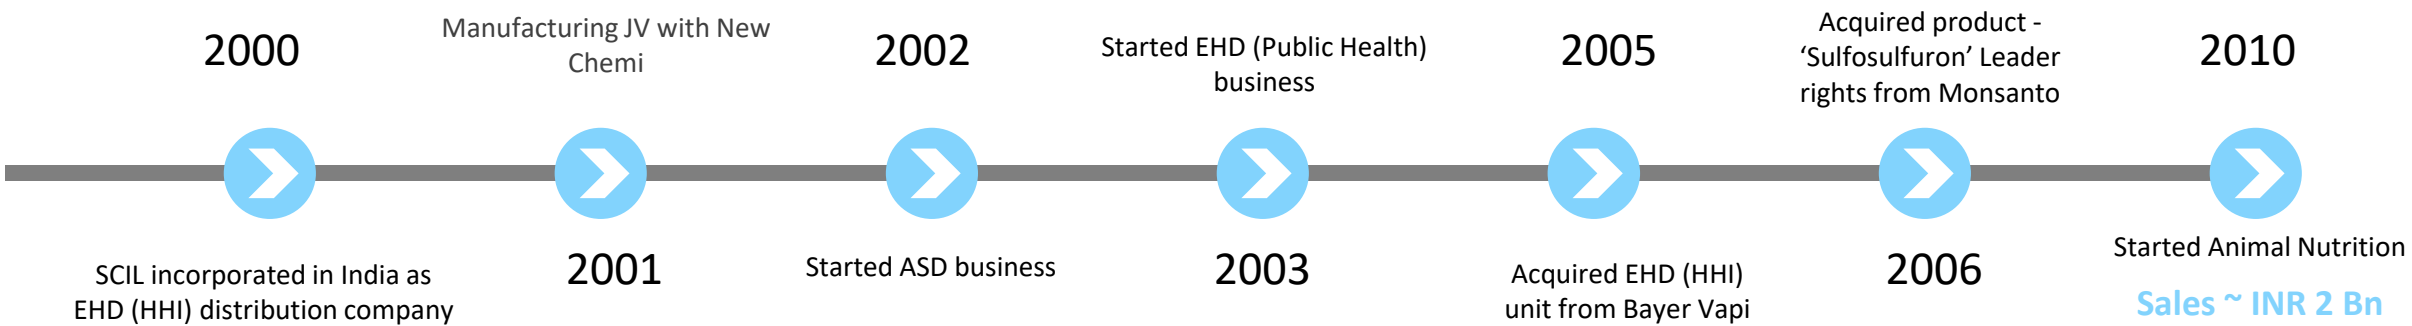 2000
SCIL incorporated in India as
EHD (HHI) distribution company
Manufacturing JV with New
Chemi
2001
2002
Started ASD business
Started EHD (Public Health)
business
2003
2005
Acquired EHD (HHI)
unit from Bayer Vapi
Acquired product -
‘Sulfosulfuron’ Leader
rights from Monsanto
2006
2010
Started Animal Nutrition
Sales ~ INR 2 Bn